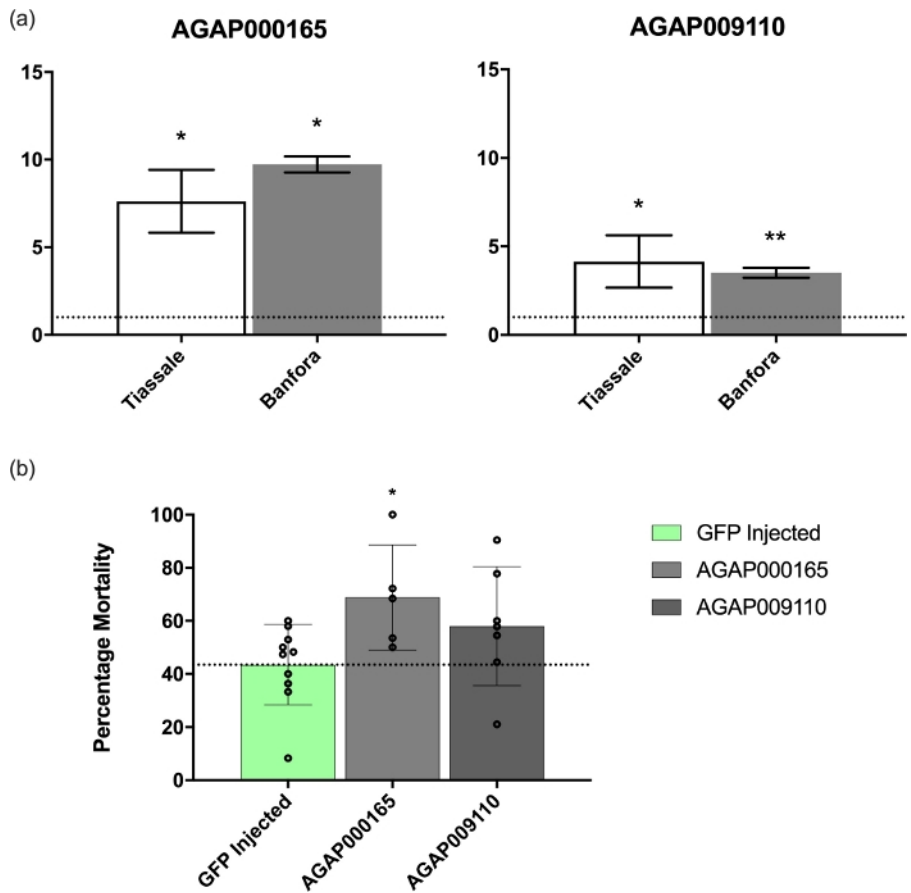 (a)
AGAP000165
AGAP009110
15
10
5
0
*
*
Tiassale
Banfora
15
10
5
0
*
**
Tiassale
Banfora
(b)
Percentage Mortality
100
80
60
40
20
0
*
GFP Injected
AGAP000165
AGAP009110
GFP Injected
AGAP000165
AGAP009110